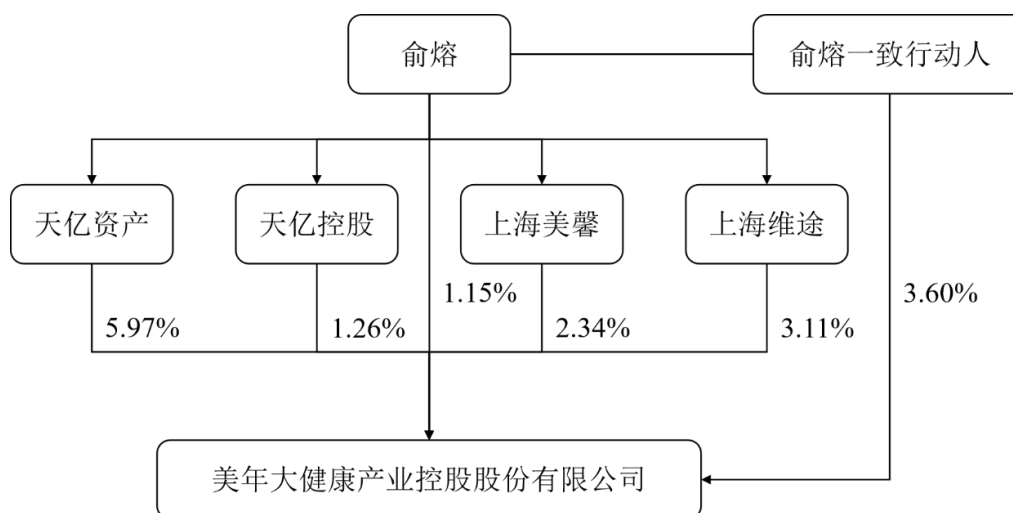 俞熔
俞熔一致行动人
天亿资产
天亿控股
上海美馨
上海维途
1.15%
3.60%
5.97%
1.26%
2.34%
3.11%
美年大健康产业控股股份有限公司